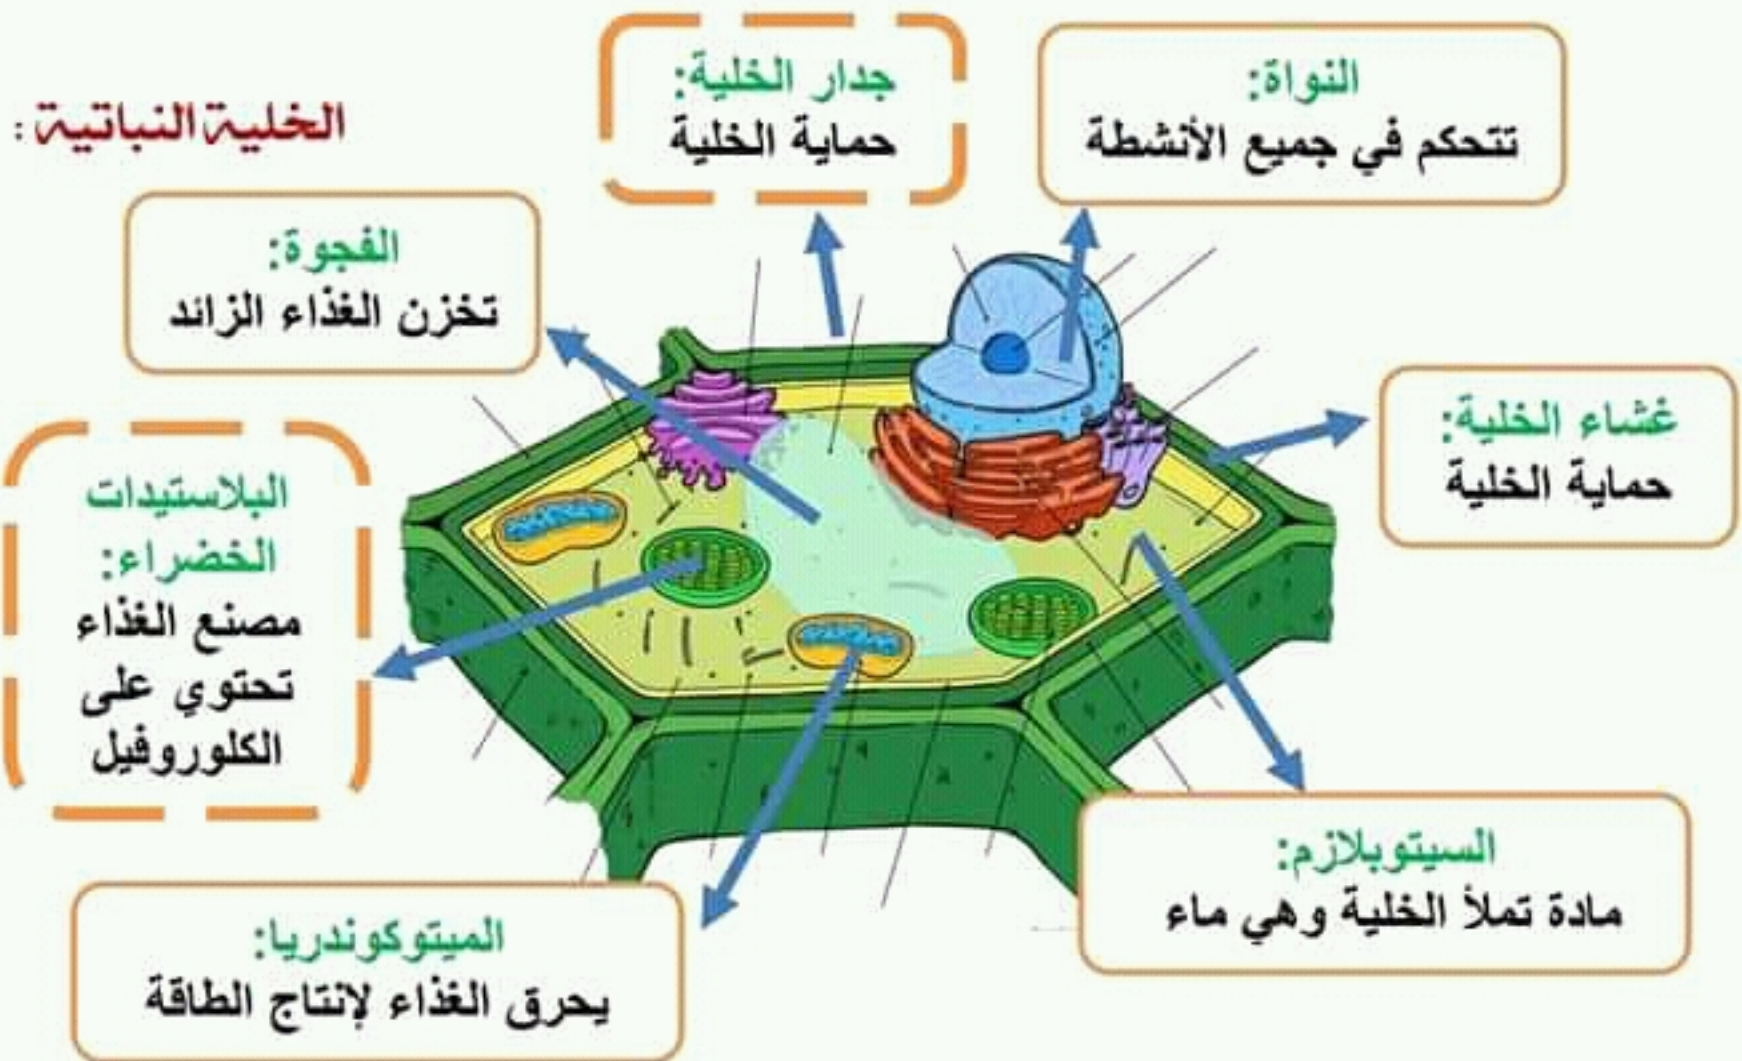 الخلية النباتية :
النواة:
تتحكم في جميع الأنشطة
جدار الخلية:
حماية الخلية
الفجوة:
تخزن الغذاء الزائد
غشاء الخلية:
حماية الخلية
البلاستيدات
الخضراء:
مصنع الغذاء
تحتوي على
الكلوروفيل
السيتوبلازم:
مادة تملأ الخلية وهي ماء
الميتوكوندريا:
يحرق الغذاء لإنتاج الطاقة